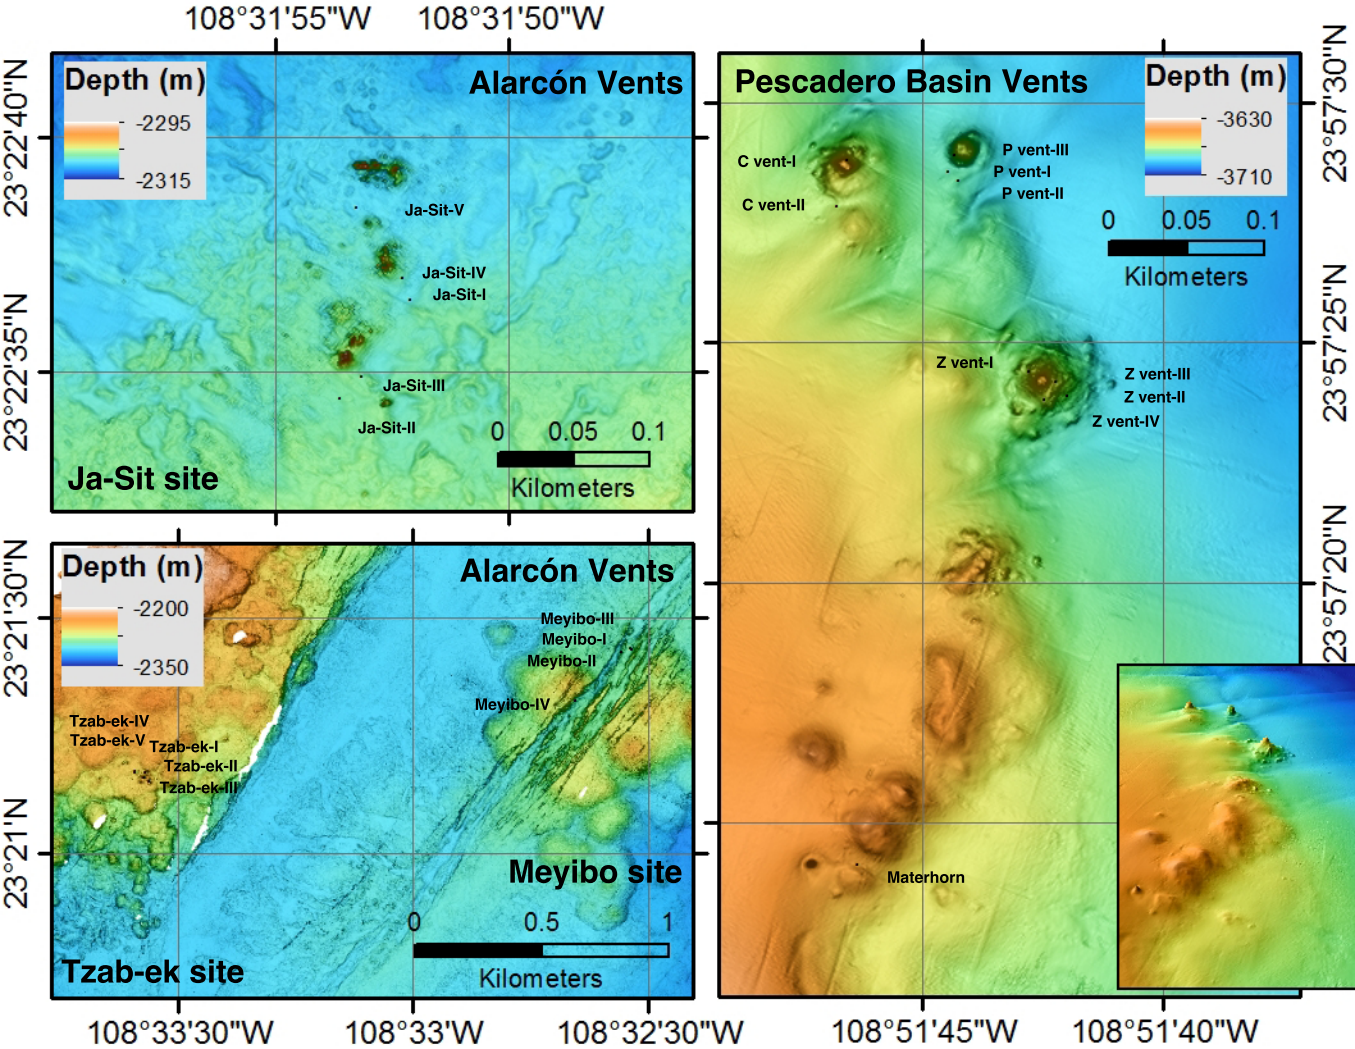 108°31'55"W 108°31'50"W
Depth (m)
-2295
-2315
Alarcón Vents
23°22'40"N
23°22'35"N
Ja-Sit-V
Ja-Sit-IV
Ja-Sit-I
Ja-Sit-III
Ja-Sit-II
0 0.05 0.1
Kilometers
Ja-Sit site
Depth (m)
-2200
-2350
Alarcón Vents
23°21'30"N
23°21'N
Meyibo-III
Meyibo-I
Meyibo-II
Meyibo-IV
Tzab-ek-IV
Tzab-ek-V
Tzab-ek-I
Tzab-ek-II
Tzab-ek-III
Meyibo site
0 0.5 1
Kilometers
Tzab-ek site
108°33'30"W 108°33'W 108°32'30"W
Pescadero Basin Vents
Depth (m)
-3630
-3710
0 0.05 0.1
Kilometers
23°57'30"N
23°57'25"N
23°57'20"N
C vent-I
C vent-II
P vent-III
P vent-I
P vent-II
Z vent-I
Z vent-III
Z vent-II
Z vent-IV
Materhorn
108°51'45"W 108°51'40"W